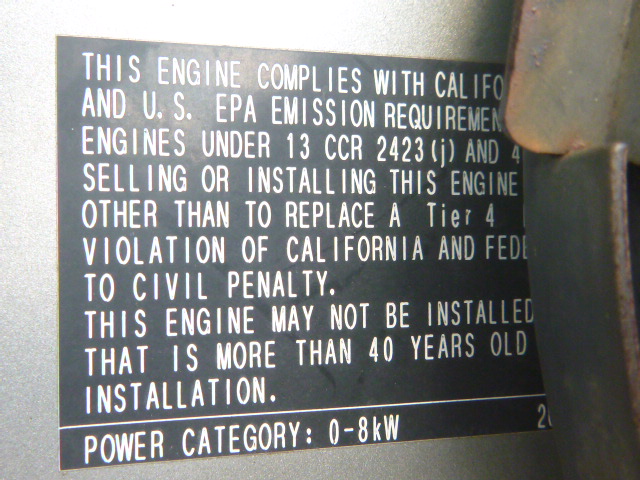 THIS ENGINE COMPLIES WITH CALIFO
AND U.S. EPA EMISSION REQUIREMEN
ENGINES UNDER 13 CCR 2423(j) AND 4
SELLING OR INSTALLING THIS ENGINE
OTHER THAN TO REPLACE A Tier 4
VIOLATION OF CALIFORNIA AND FEDE
TO CIVIL PENALTY.
THIS ENGINE MAY NOT BE INSTALLED
THAT IS MORE THAN 40 YEARS OLD
INSTALLATION.
POWER CATEGORY: 0-8kW 20